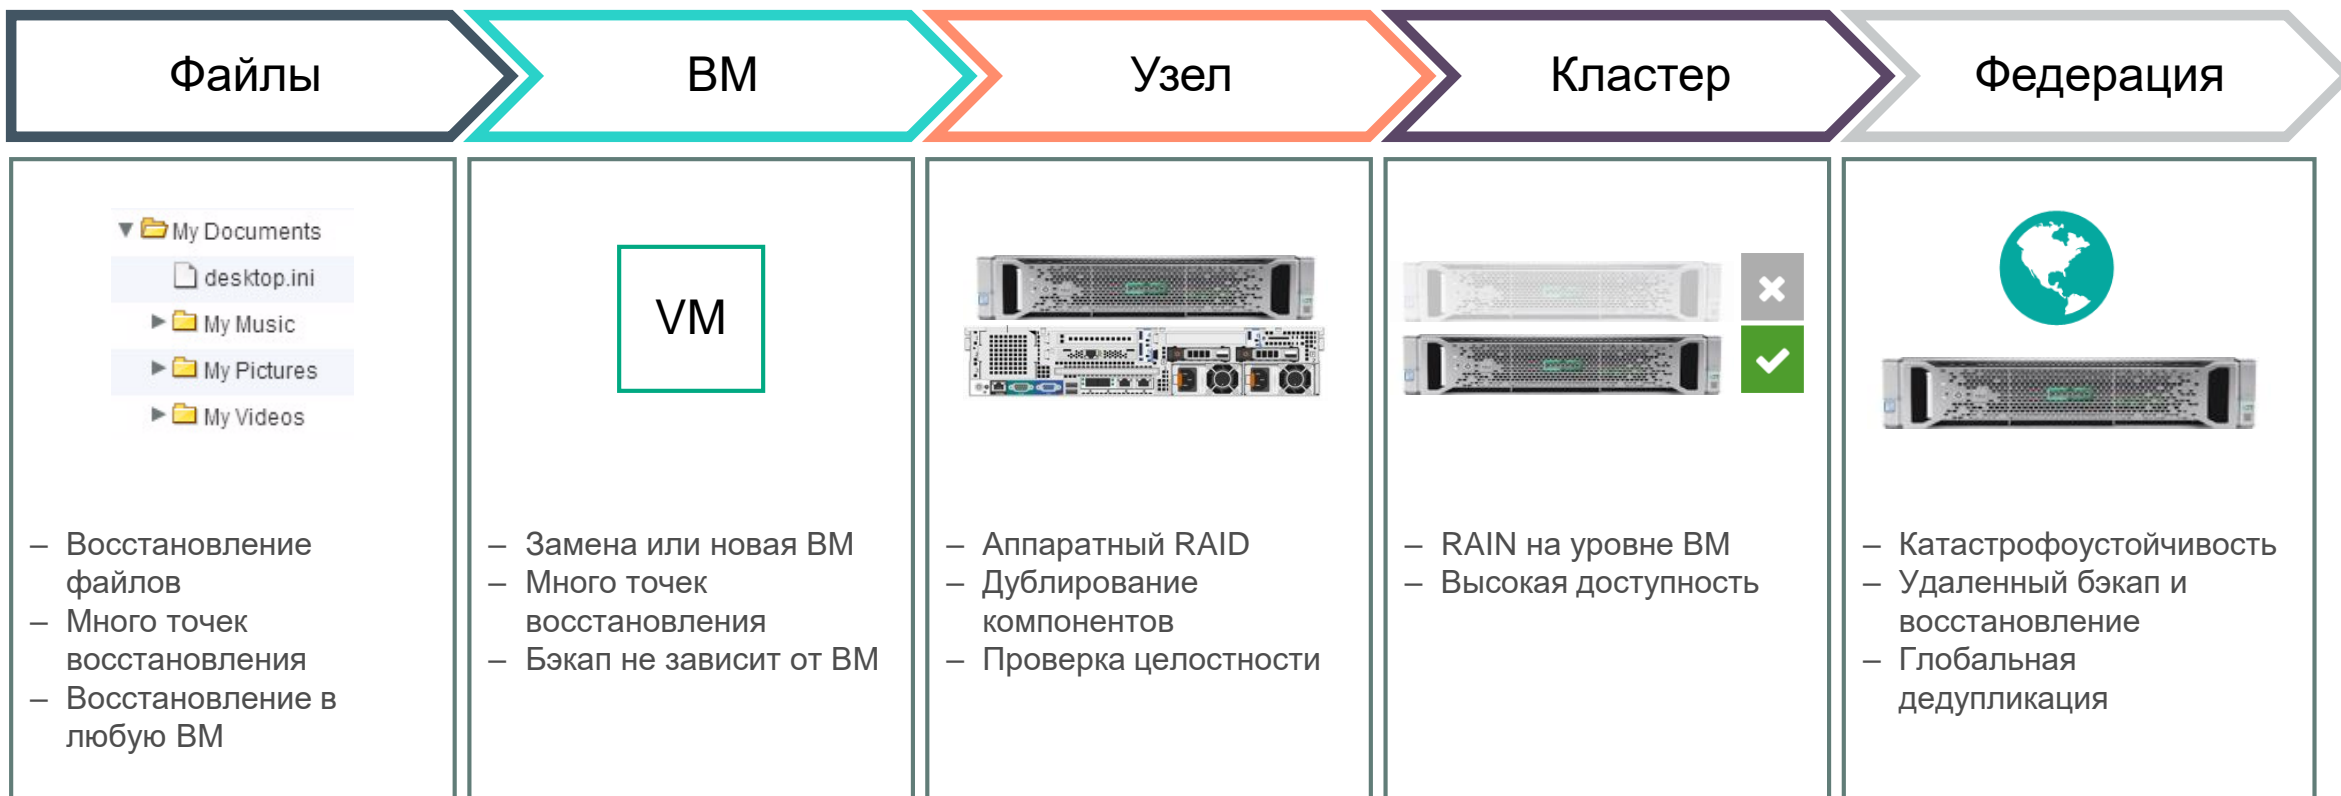 Файлы
ВМ
Узел
Кластер
Федерация
My Documents
desktop.ini
My Music
My Pictures
My Videos
– Восстановление
файлов
– Много точек
восстановления
– Восстановление в
любую ВМ
VM
– Замена или новая ВМ
– Много точек
восстановления
– Бэкап не зависит от ВМ
– Аппаратный RAID
– Дублирование
компонентов
– Проверка целостности
– RAIN на уровне ВМ
– Высокая доступность
– Катастрофоустойчивость
– Удаленный бэкап и
восстановление
– Глобальная
дедупликация